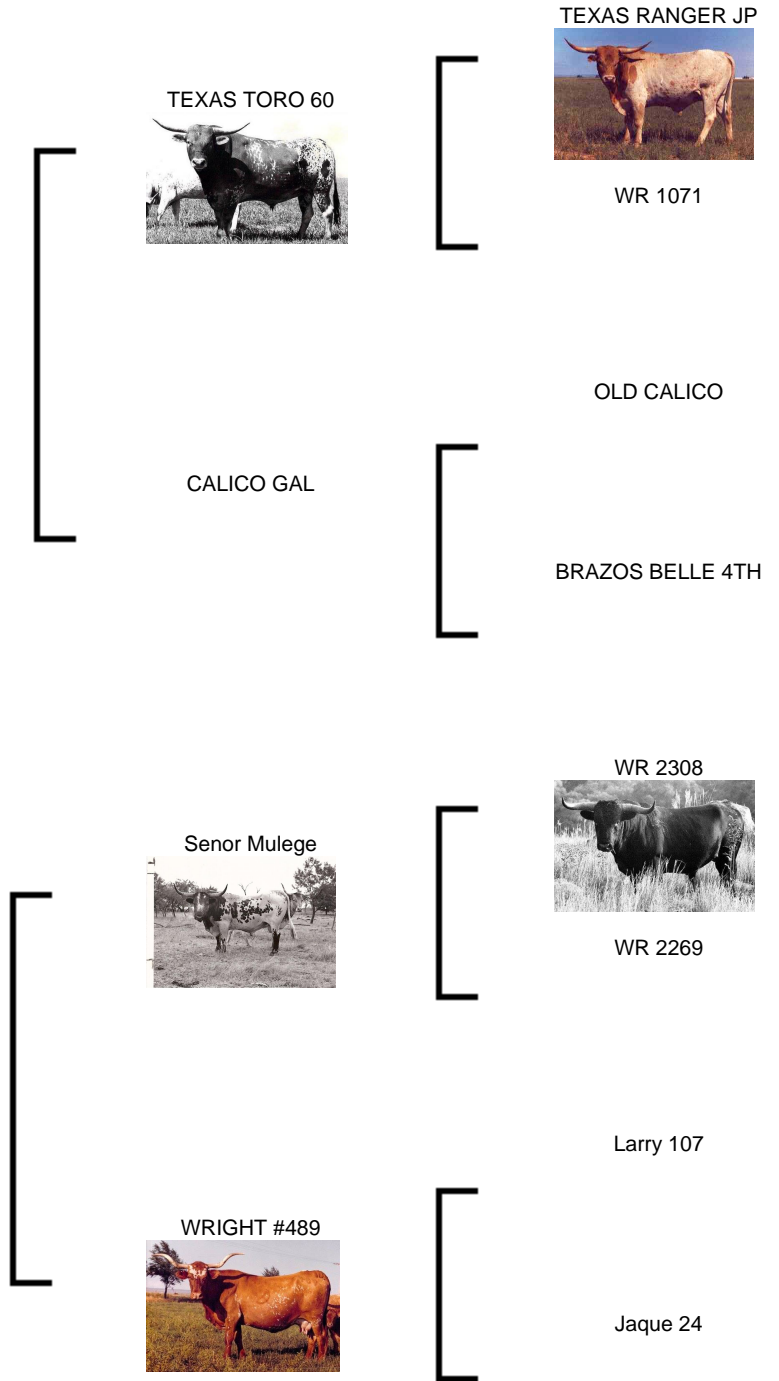 TEXAS RANGER JP
TEXAS TORO 60
WR 1071
OLD CALICO
CALICO GAL
BRAZOS BELLE 4TH
WR 2308
Senor Mulege
WR 2269
Larry 107
WRIGHT #489
Jaque 24